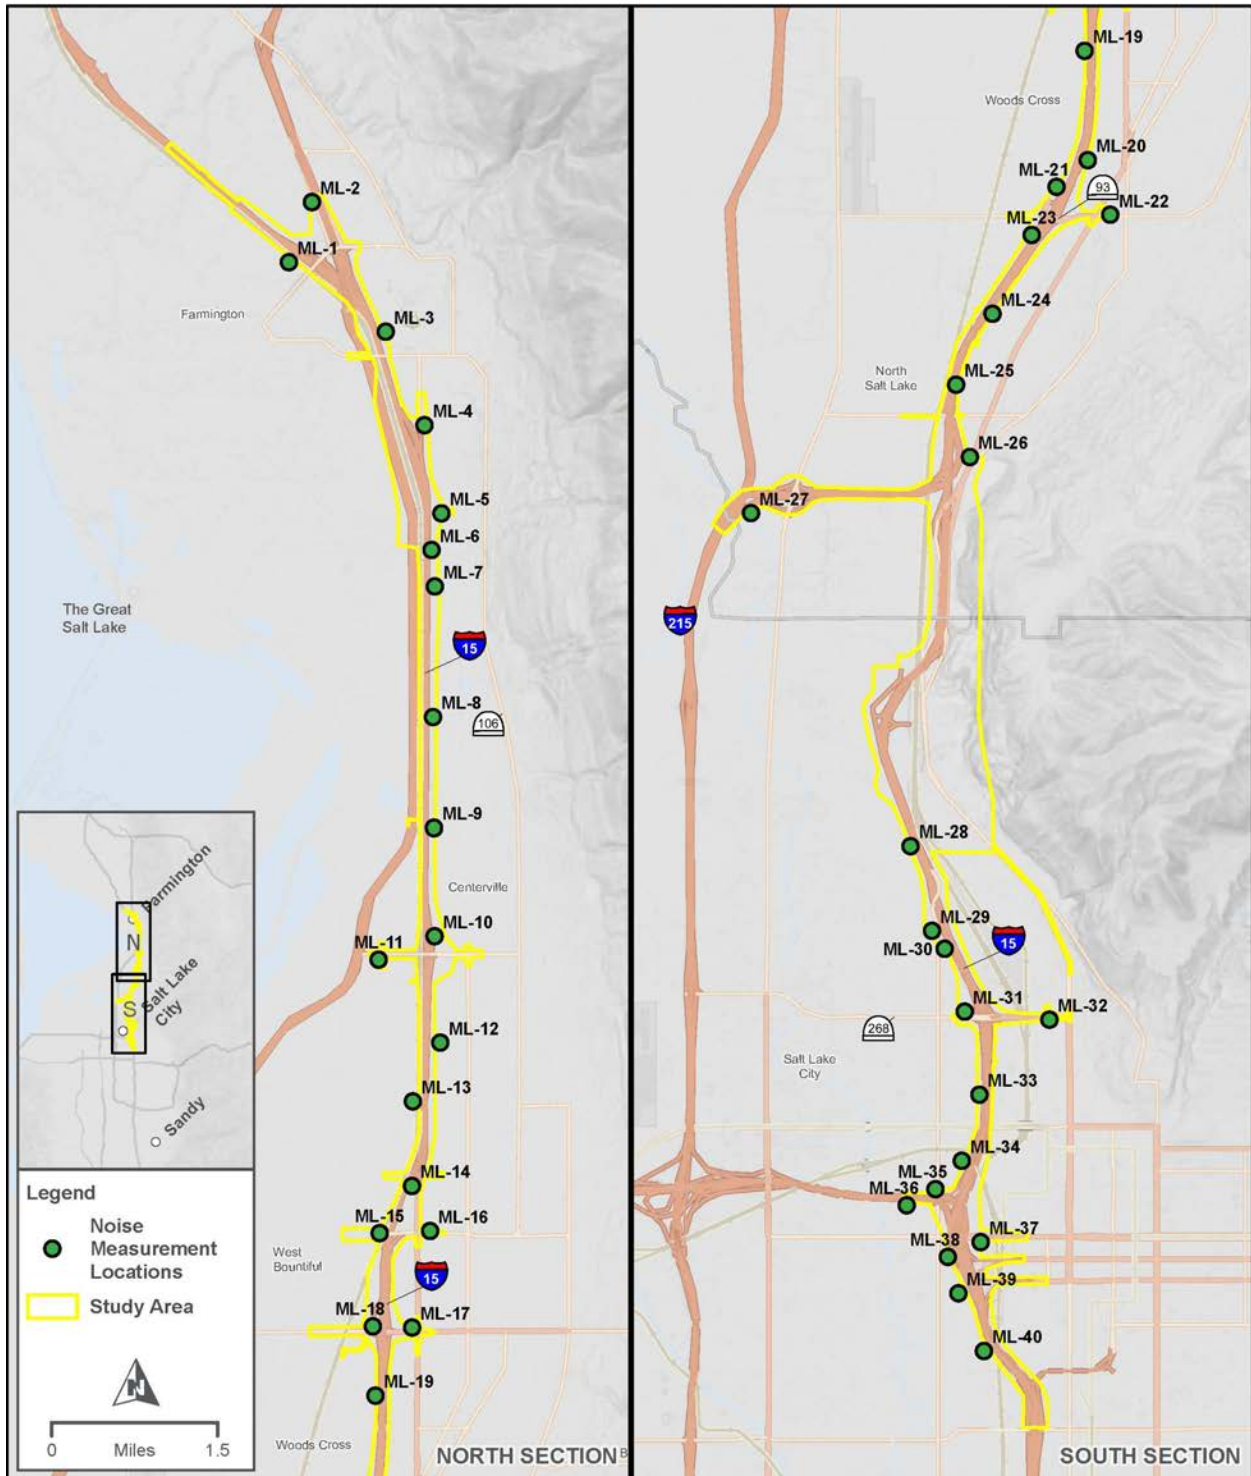 ML-2
ML-1
Farmington
ML-3
ML-4
ML-5
ML-6
ML-7
The Great
Salt Lake
15
ML-8
106
ML-9
Centerville
ML-10
ML-11
ML-12
ML-13
ML-14
ML-15
ML-16
West
Bountiful
15
ML-18
ML-17
ML-19
Woods Cross
NORTH SECTION
B
Farmington
N
S
Salt Lake
City
Sandy
Legend
Noise
Measurement
Locations
Study Area
N
0
Miles
1.5
ML-19
Woods Cross
ML-20
ML-21
93
ML-22
ML-23
ML-24
North
Salt Lake
ML-25
ML-26
ML-27
215
ML-28
ML-29
ML-30
15
ML-31
ML-32
268
Salt Lake
City
ML-33
ML-34
ML-35
ML-36
ML-37
ML-38
ML-39
ML-40
SOUTH SECTION